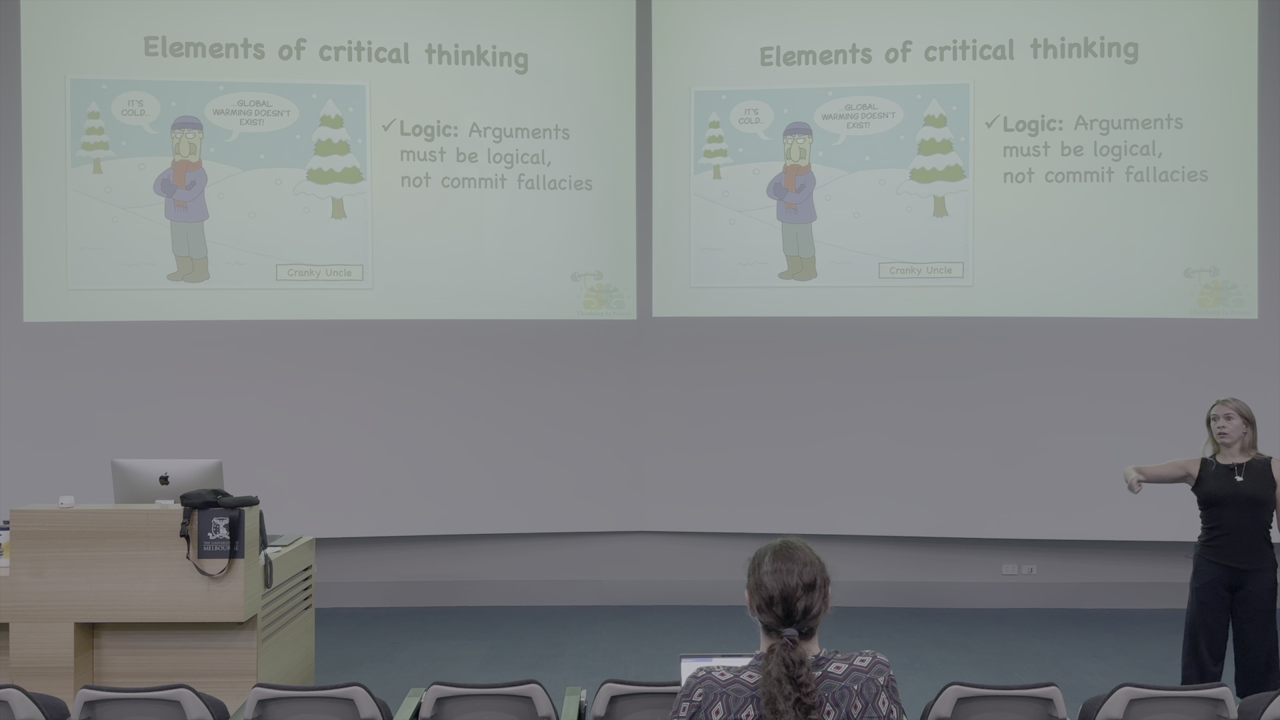 Elements of critical thinking
IT'S
COLD...
...GLOBAL
WARMING DOESN'T
EXIST!
✓Logic: Arguments
must be logical,
not commit fallacies
Cranky Uncle
Elements of critical thinking
IT'S
COLD...
...GLOBAL
WARMING DOESN'T
EXIST!
✓Logic: Arguments
must be logical,
not commit fallacies
Cranky Uncle
MELBOURNE